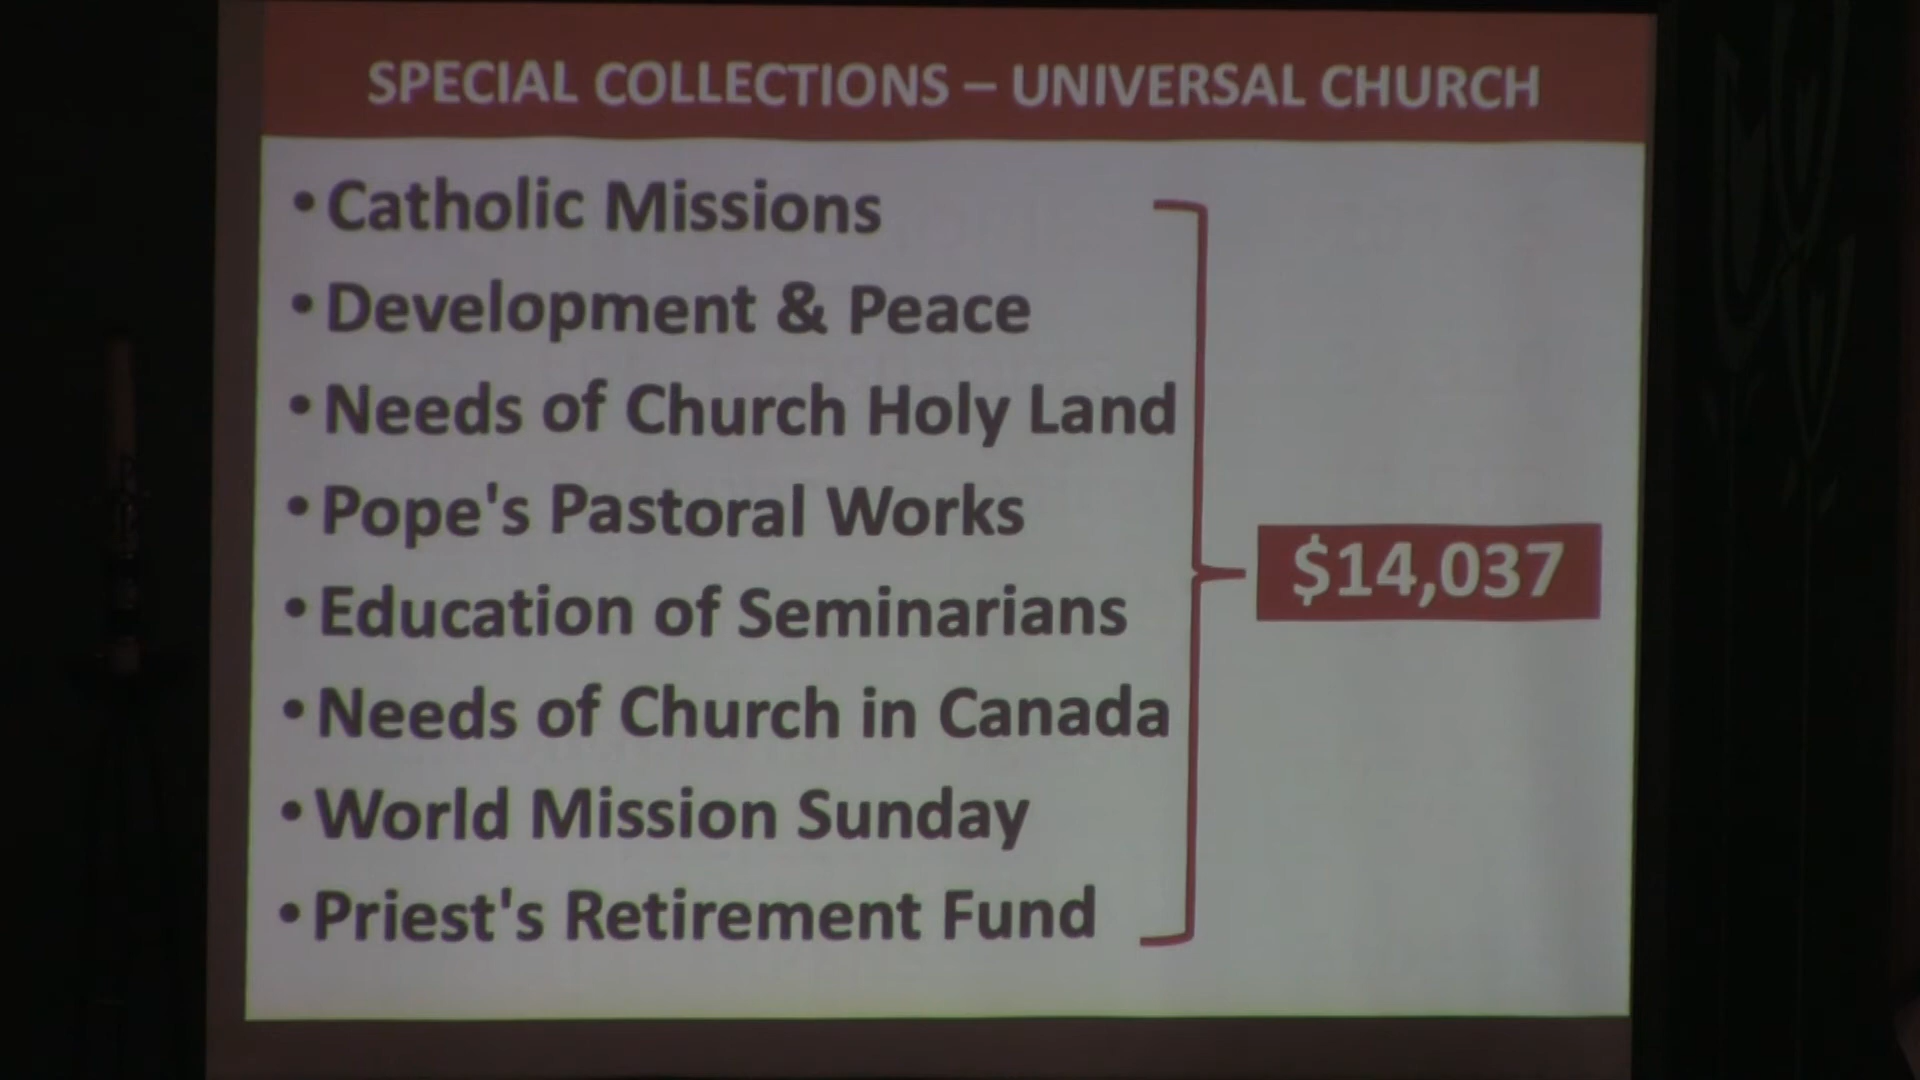 SPECIAL COLLECTIONS – UNIVERSAL CHURCH
• Catholic Missions
• Development & Peace
• Needs of Church Holy Land
• Pope's Pastoral Works
• Education of Seminarians
• Needs of Church in Canada
• World Mission Sunday
• Priest's Retirement Fund
$14,037